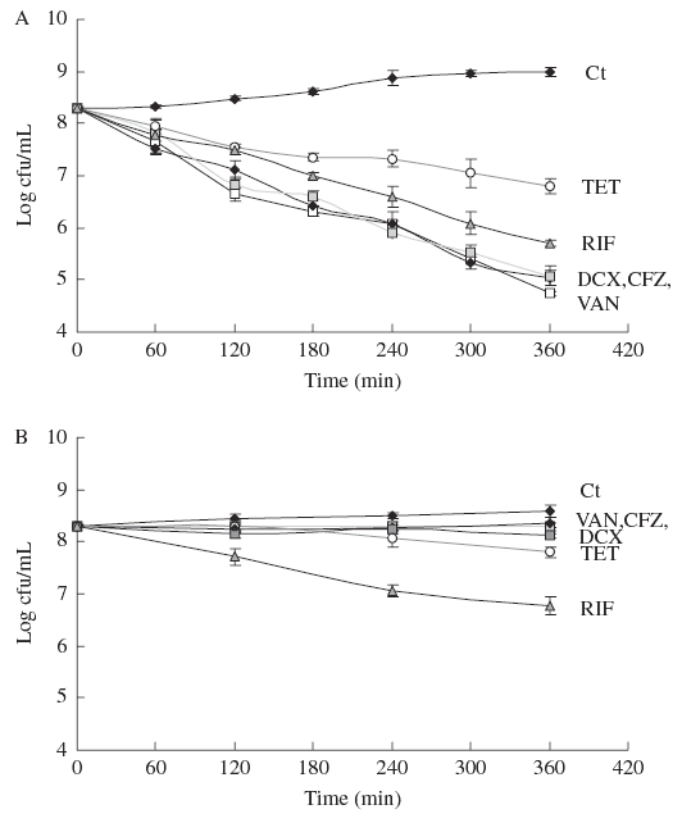 A
10
9
8
7
6
5
4
Log cfu/mL
Ct
TET
RIF
DCX,CFZ,
VAN
0 60 120 180 240 300 360 420
Time (min)
B
10
9
8
7
6
5
4
Log cfu/mL
Ct
VAN,CFZ,
DCX
TET
RIF
0 60 120 180 240 300 360 420
Time (min)